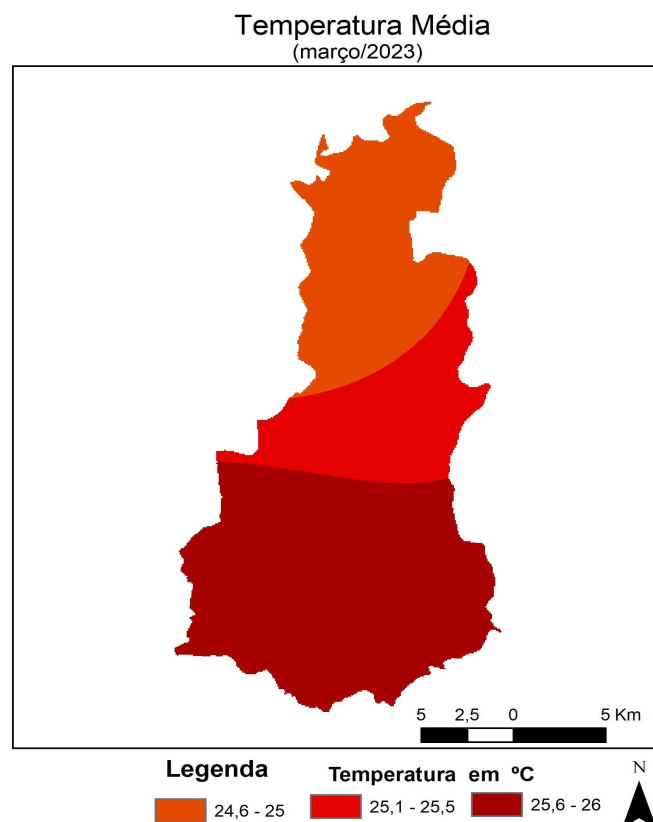 Temperatura Média
(março/2023)
5 2,5 0 5 Km
Legenda Temperatura em ºC
N
24,6 - 25 25,1 - 25,5 25,6 - 26